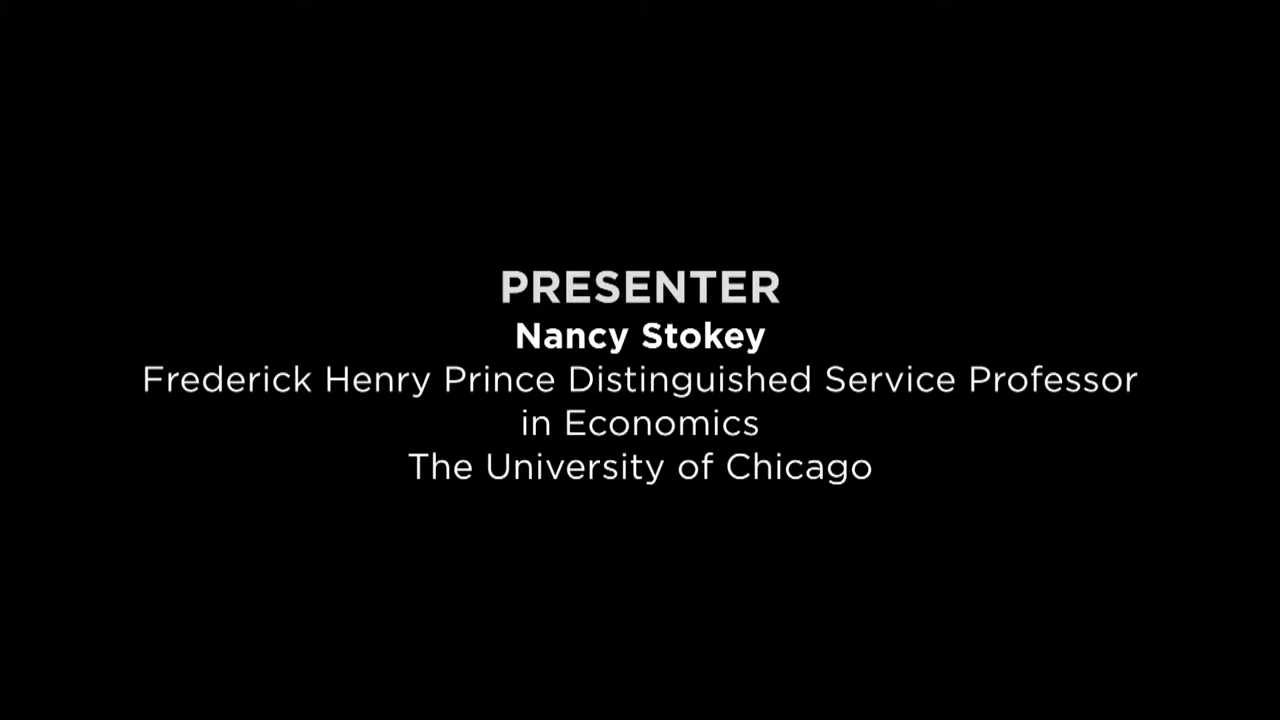 PRESENTER
Nancy Stokey
Frederick Henry Prince Distinguished Service Professor
in Economics
The University of Chicago